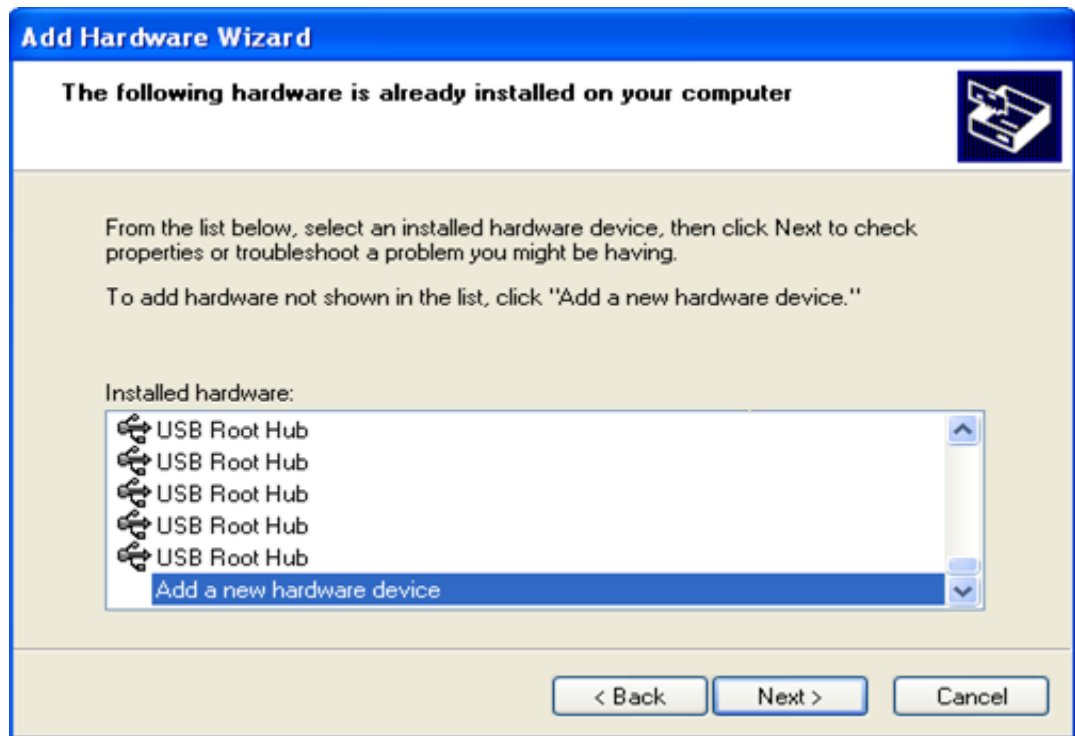 Add Hardware Wizard
The following hardware is already installed on your computer
From the list below, select an installed hardware device, then click Next to check
properties or troubleshoot a problem you might be having.
To add hardware not shown in the list, click "Add a new hardware device."
Installed hardware:
USB Root Hub
USB Root Hub
USB Root Hub
USB Root Hub
USB Root Hub
Add a new hardware device
< Back
Next >
Cancel